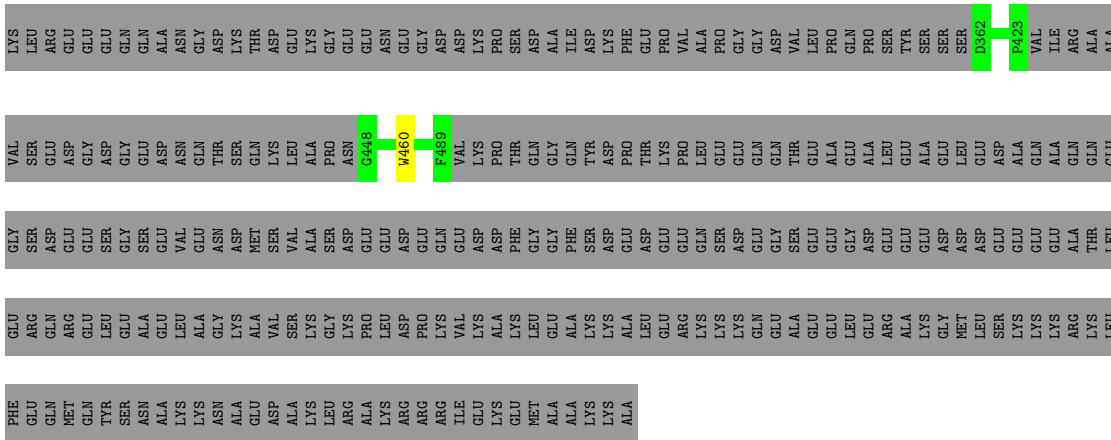 LYS LEU ARG GLU GLU GLU GLN GLN ALA ASN GLY ASP LYS THR ASP GLU LYS GLY GLU GLU ASN GLU GLY ASP ASP LYS PRO SER ASP ALA ILE ASP LYS PHE GLU PRO VAL ALA PRO GLY GLY ASP VAL LEU PRO GLN PRO SER TYR SER SER SER D362 P423 VAL ILE ARG ALA ALA
VAL SER GLU ASP GLY ASP GLY GLU ASP ASN GLN THR SER GLN LYS LEU ALA PRO ASN G448 W460 F489 VAL LYS PRO THR GLN GLY GLN TYR ASP PRO THR LYS PRO LEU GLU GLU GLN GLN THR GLU ALA GLU ALA LEU GLU ALA GLU LEU GLU ASP ALA GLN ALA GLN GLN GLU
GLY SER ASP GLU GLU SER GLY SER GLU VAL GLU ASN ASP MET SER VAL ALA SER ASP GLU GLU ASP GLU GLN GLU ASP ASP PHE GLY GLY PHE SER ASP GLU ASP GLU GLU GLN SER ASP GLU GLY SER GLU GLU GLY ASP GLU GLU GLU ASP ASP ASP GLU GLU GLU GLU ALA THR LEU
GLU ARG GLN ARG GLU LEU GLU ALA GLU LEU ALA GLY LYS ALA VAL SER LYS GLY LYS PRO LEU ASP PRO LYS VAL LYS ALA LYS LEU GLU ALA LYS LYS ALA LEU GLU ARG LYS LYS LYS GLN GLU ALA GLU GLU LEU GLU ARG ALA LYS GLY MET LEU SER LYS LYS LYS ARG LYS LEU
PHE GLU GLN MET GLN TYR SER ASN ALA LYS LYS ASN ALA GLU ASP ALA LYS LEU ARG ALA LYS ARG ARG ARG ILE GLU LYS GLU MET ALA ALA LYS LYS ALA